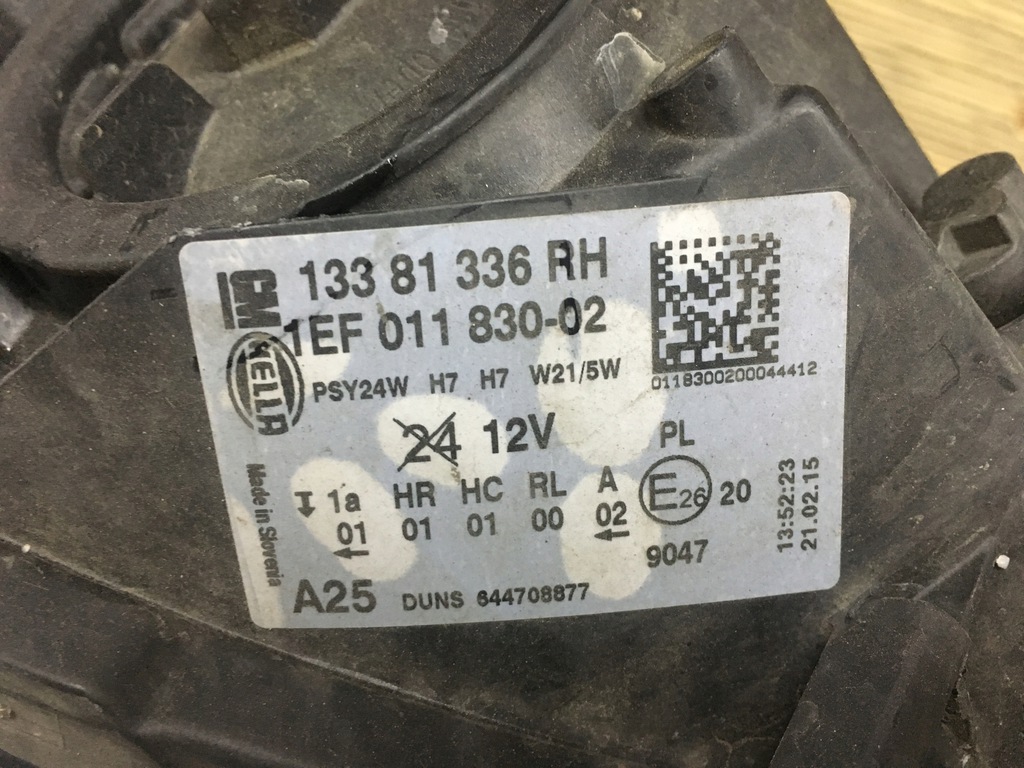 GM
133 81 336 RH
1EF 011 830-02
HELLA
PSY24W H7 H7 W21/5W
0118300200044412
24 12V
PL
1a HR HC RL A
01 01 01 00 02
E26 20
9047
13:52:23
21.02.15
Made in Slovenia
A25 DUNS 644708877